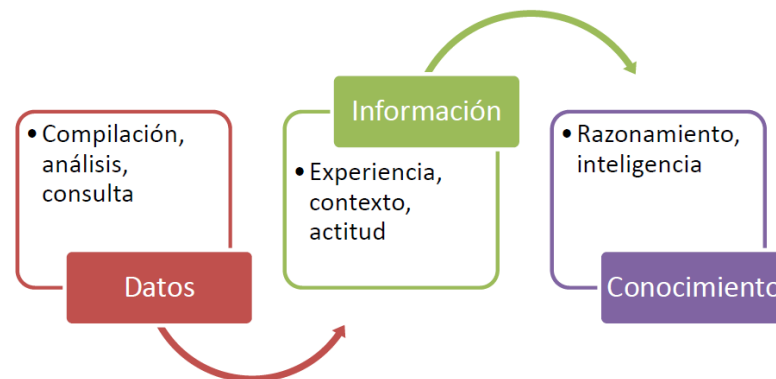 • Compilación,
análisis,
consulta
Datos
Información
• Experiencia,
contexto,
actitud
• Razonamiento,
inteligencia
Conocimiento